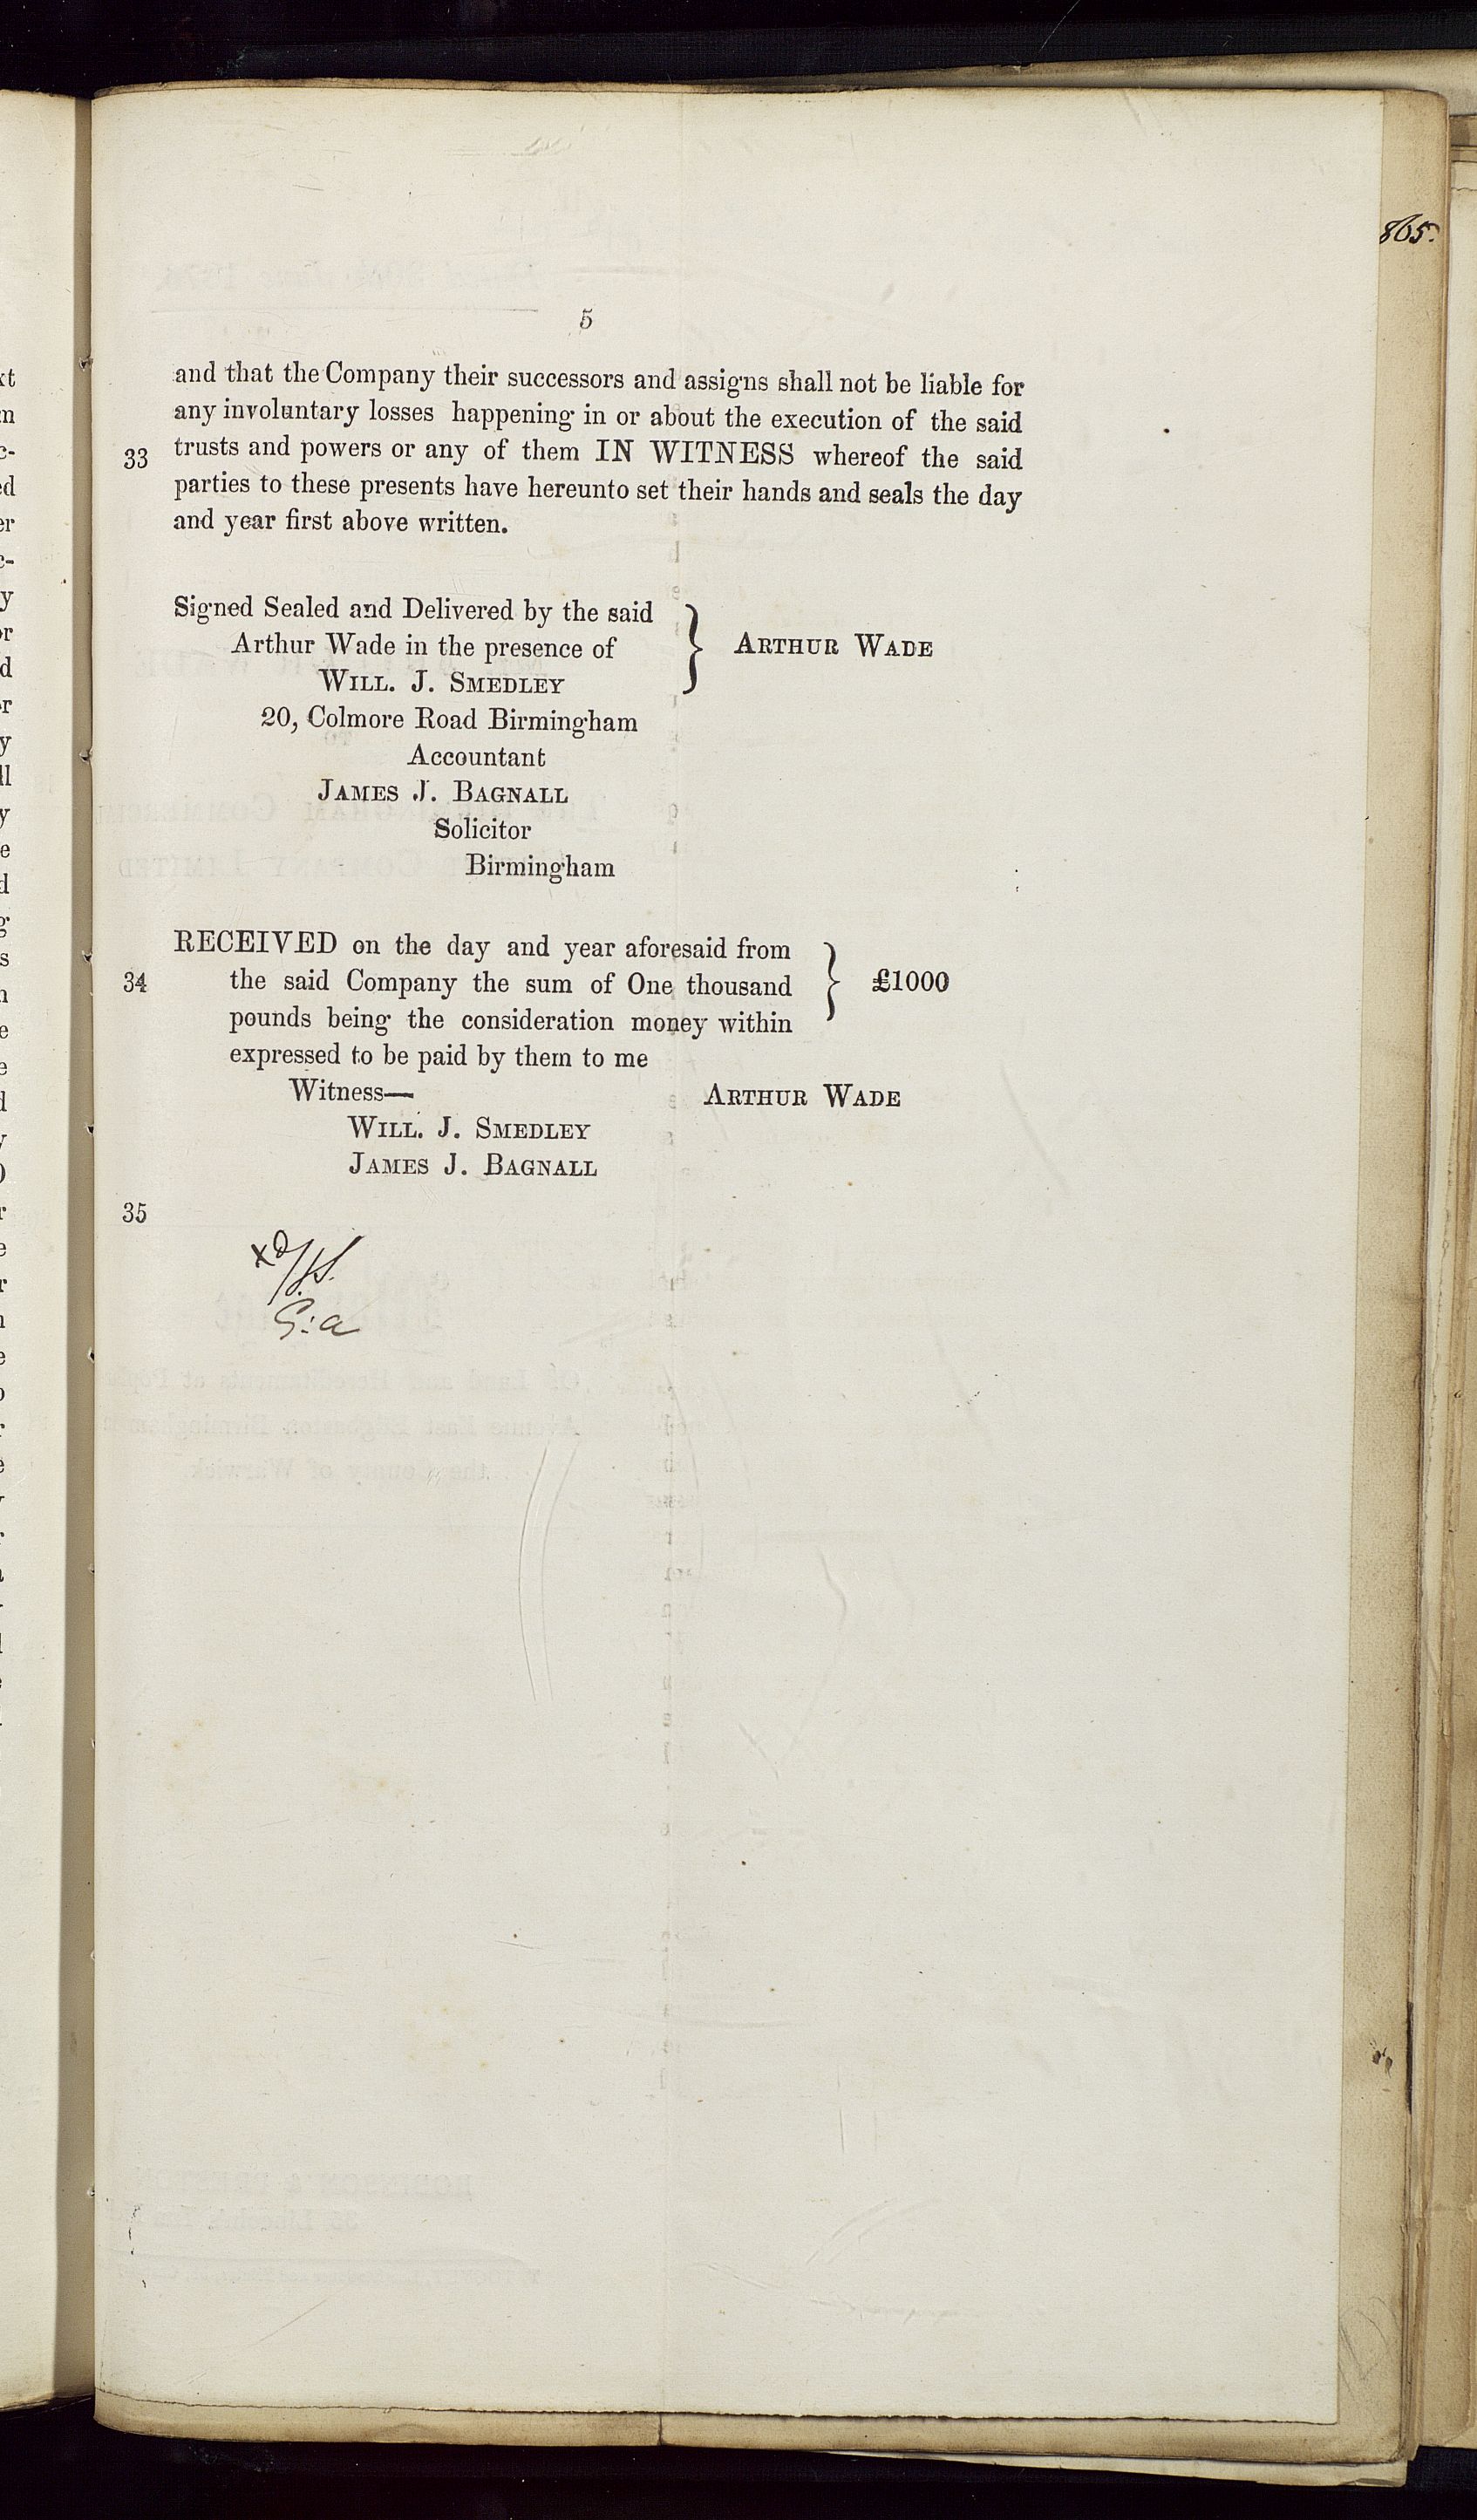 865.
5
and that the Company their successors and assigns shall not be liable for
any involuntary losses happening in or about the execution of the said
33 trusts and powers or any of them IN WITNESS whereof the said
parties to these presents have hereunto set their hands and seals the day
and year first above written.
Signed Sealed and Delivered by the said
Arthur Wade in the presence of } ARTHUR WADE
WILL. J. SMEDLEY
20, Colmore Road Birmingham
Accountant
JAMES J. BAGNALL
Solicitor
Birmingham
RECEIVED on the day and year aforesaid from
34 the said Company the sum of One thousand } £1000
pounds being the consideration money within
expressed to be paid by them to me
Witness— ARTHUR WADE
WILL. J. SMEDLEY
JAMES J. BAGNALL
35